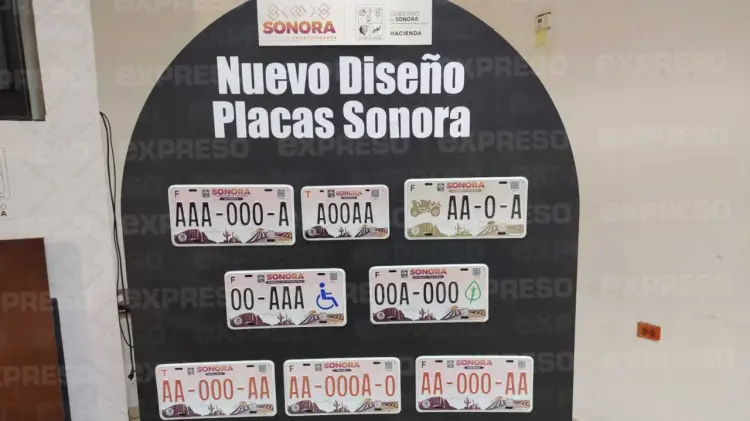 SONORA
GOBIERNO
DE SONORA
HACIENDA
Nuevo Diseño
Placas Sonora
EXPRESO
F SONORA
AAA-000-A
T SONORA
A00AA
F SONORA
AA-0-A
F SONORA
00-AAA
F SONORA
00A-000
T SONORA
AA-000-AA
F SONORA
AA-000A-0
F SONORA
AA-000-AA